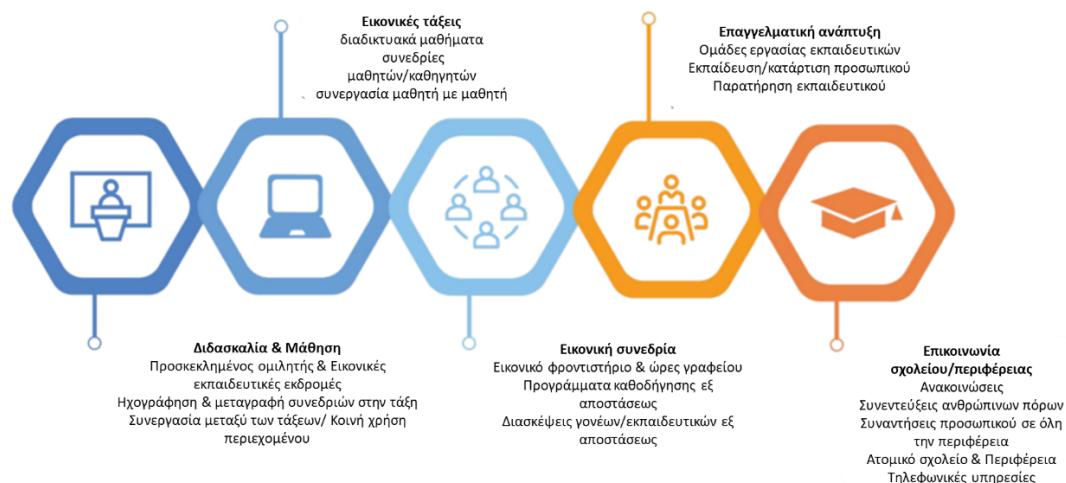 Εικονικές τάξεις
διαδικτυακά μαθήματα
συνεδρίες
μαθητών/καθηγητών
συνεργασία μαθητή με μαθητή
Επαγγελματική ανάπτυξη
Ομάδες εργασίας εκπαιδευτικών
Εκπαίδευση/κατάρτιση προσωπικού
Παρατήρηση εκπαιδευτικού
Διδασκαλία & Μάθηση
Προσκεκλημένος ομιλητής & Εικονικές
εκπαιδευτικές εκδρομές
Ηχογράφηση & μεταγραφή συνεδριών στην τάξη
Συνεργασία μεταξύ των τάξεων/ Κοινή χρήση
περιεχομένου
Εικονική συνεδρία
Εικονικό φροντιστήριο & ώρες γραφείου
Προγράμματα καθοδήγησης εξ
αποστάσεως
Διασκέψεις γονέων/εκπαιδευτικών εξ
αποστάσεως
Επικοινωνία
σχολείου/περιφέρειας
Ανακοινώσεις
Συνεντεύξεις ανθρώπινων πόρων
Συναντήσεις προσωπικού σε όλη
την περιφέρεια
Ατομικό σχολείο & Περιφέρεια
Τηλεφωνικές υπηρεσίες